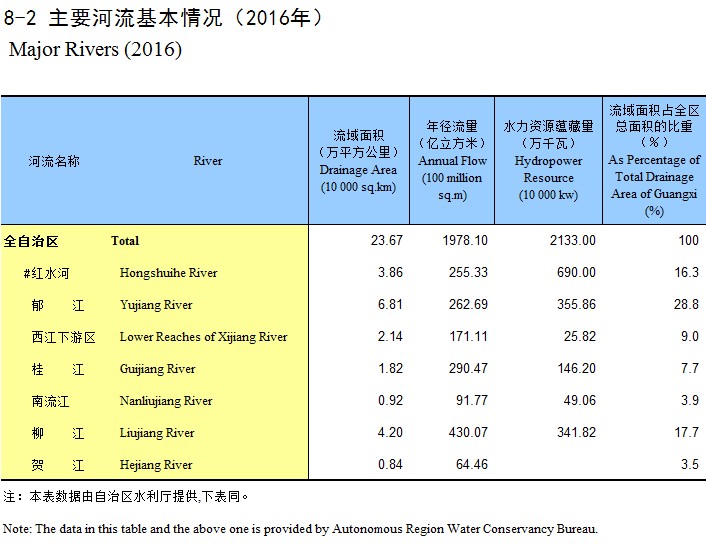 8-2 主要河流基本情况（2016年）
Major Rivers (2016)
河流名称 River 流域面积（万平方公里） Drainage Area (10 000 sq.km) 年径流量（亿立方米） Annual Flow (100 million sq.m) 水力资源蕴藏量（万千瓦） Hydropower Resource (10 000 kw) 流域面积占全区总面积的比重（%） As Percentage of Total Drainage Area of Guangxi (%)
全自治区 Total 23.67 1978.10 2133.00 100
#红水河 Hongshuihe River 3.86 255.33 690.00 16.3
郁 江 Yujiang River 6.81 262.69 355.86 28.8
西江下游区 Lower Reaches of Xijiang River 2.14 171.11 25.82 9.0
桂 江 Guijiang River 1.82 290.47 146.20 7.7
南流江 Nanliujiang River 0.92 91.77 49.06 3.9
柳 江 Liujiang River 4.20 430.07 341.82 17.7
贺 江 Hejiang River 0.84 64.46 3.5
注：本表数据由自治区水利厅提供,下表同。
Note: The data in this table and the above one is provided by Autonomous Region Water Conservancy Bureau.